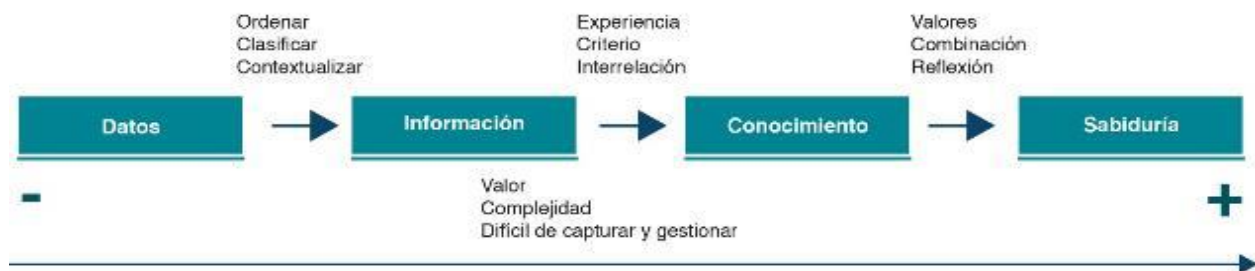 Ordenar
Clasificar
Contextualizar
Experiencia
Criterio
Interrelación
Valores
Combinación
Reflexión
Datos
Información
Conocimiento
Sabiduría
-
+
Valor
Complejidad
Difícil de capturar y gestionar